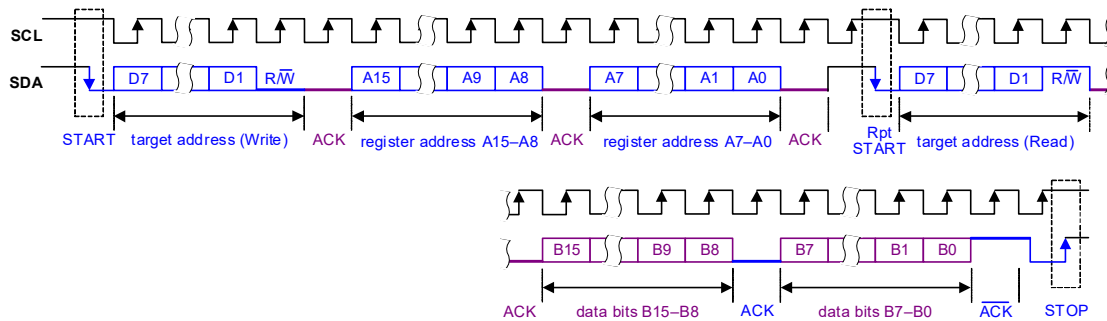 SCL
SDA D7 D1 R/W̅ A15 A9 A8 A7 A1 A0 D7 D1 R/W̅
START target address (Write) ACK register address A15–A8 ACK register address A7–A0 ACK Rpt START target address (Read)
B15 B9 B8 B7 B1 B0
ACK data bits B15–B8 ACK data bits B7–B0 A̅C̅K̅ STOP